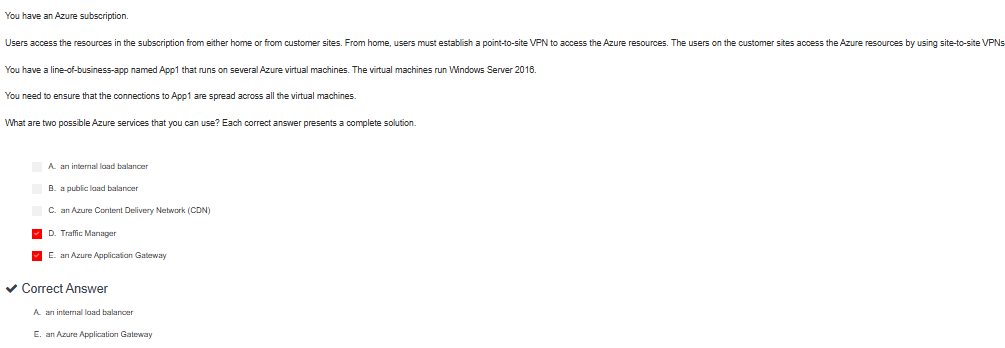 You have an Azure subscription.
Users access the resources in the subscription from either home or from customer sites. From home, users must establish a point-to-site VPN to access the Azure resources. The users on the customer sites access the Azure resources by using site-to-site VPNs
You have a line-of-business-app named App1 that runs on several Azure virtual machines. The virtual machines run Windows Server 2016.
You need to ensure that the connections to App1 are spread across all the virtual machines.
What are two possible Azure services that you can use? Each correct answer presents a complete solution.
A. an internal load balancer
B. a public load balancer
C. an Azure Content Delivery Network (CDN)
D. Traffic Manager
E. an Azure Application Gateway
Correct Answer
A. an internal load balancer
E. an Azure Application Gateway